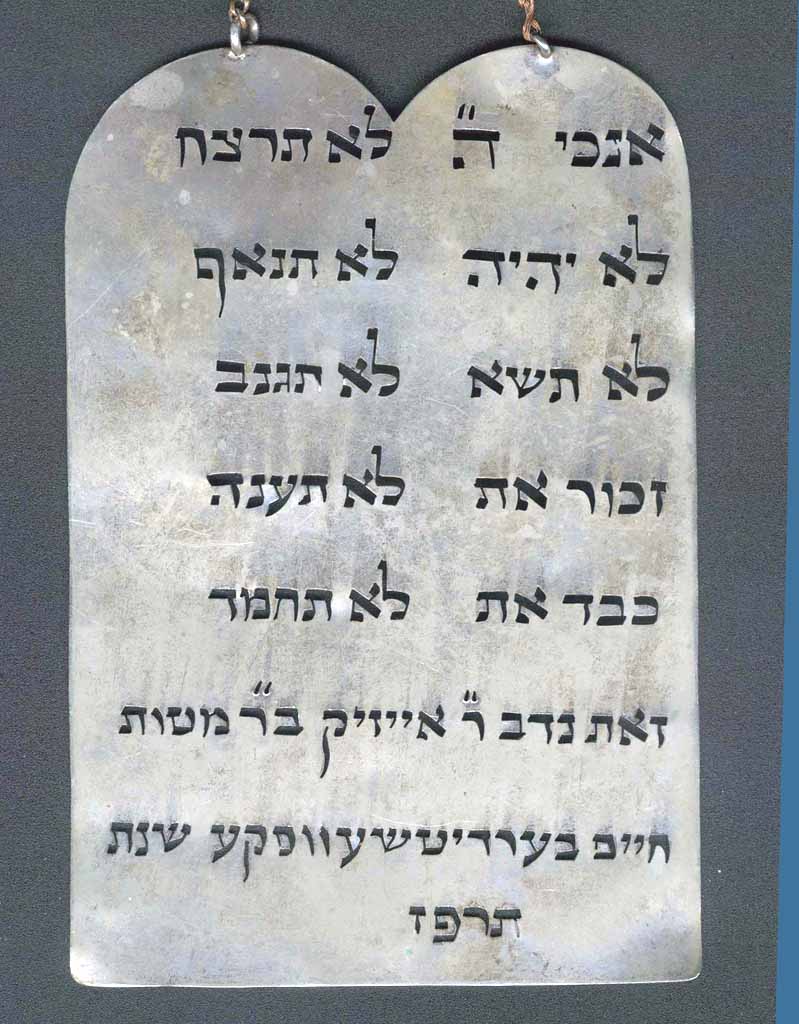 אנכי ה״ לא תרצח
לא יהיה לא תנאף
לא תשא לא תגנב
זכור את לא תענה
כבד את לא תחמד
זאת נדב ר״ אייזיק בר״ מטות
חיים בערדיטשעווסקע שנת
תרפז